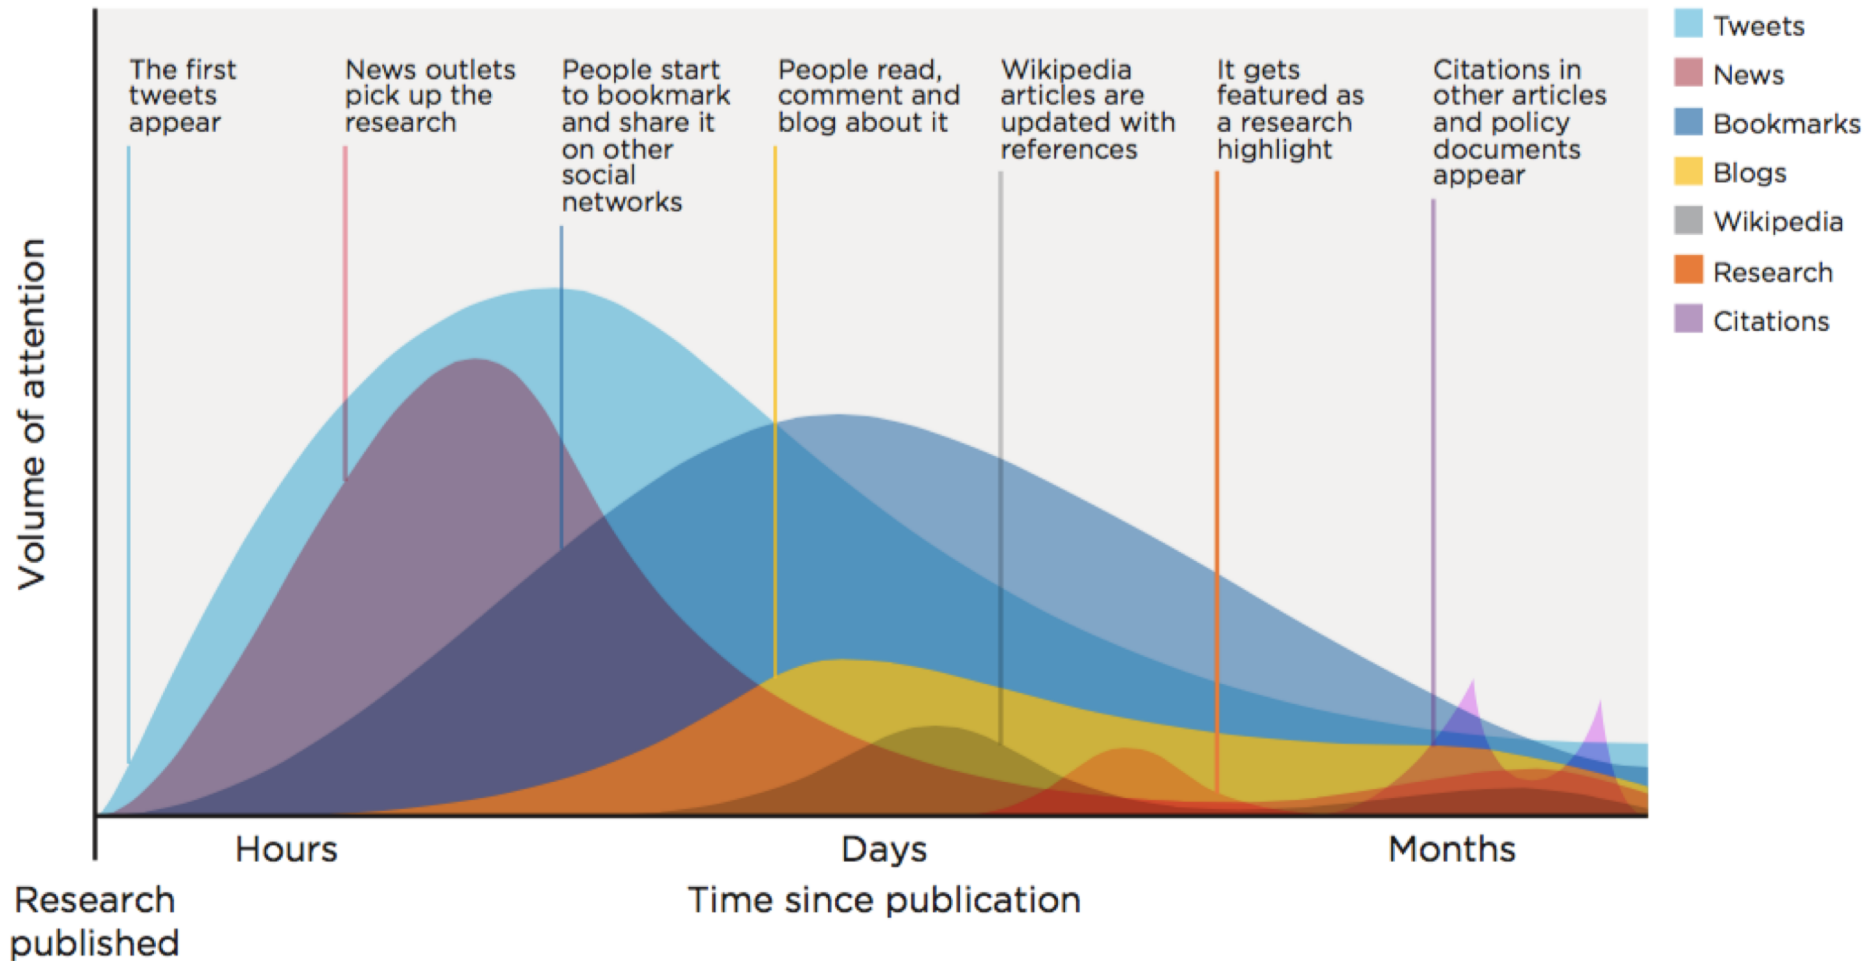 The first
tweets
appear
News outlets
pick up the
research
People start
to bookmark
and share it
on other
social
networks
People read,
comment and
blog about it
Wikipedia
articles are
updated with
references
It gets
featured as
a research
highlight
Citations in
other articles
and policy
documents
appear
Tweets
News
Bookmarks
Blogs
Wikipedia
Research
Citations
Volume of attention
Hours
Days
Months
Research
published
Time since publication